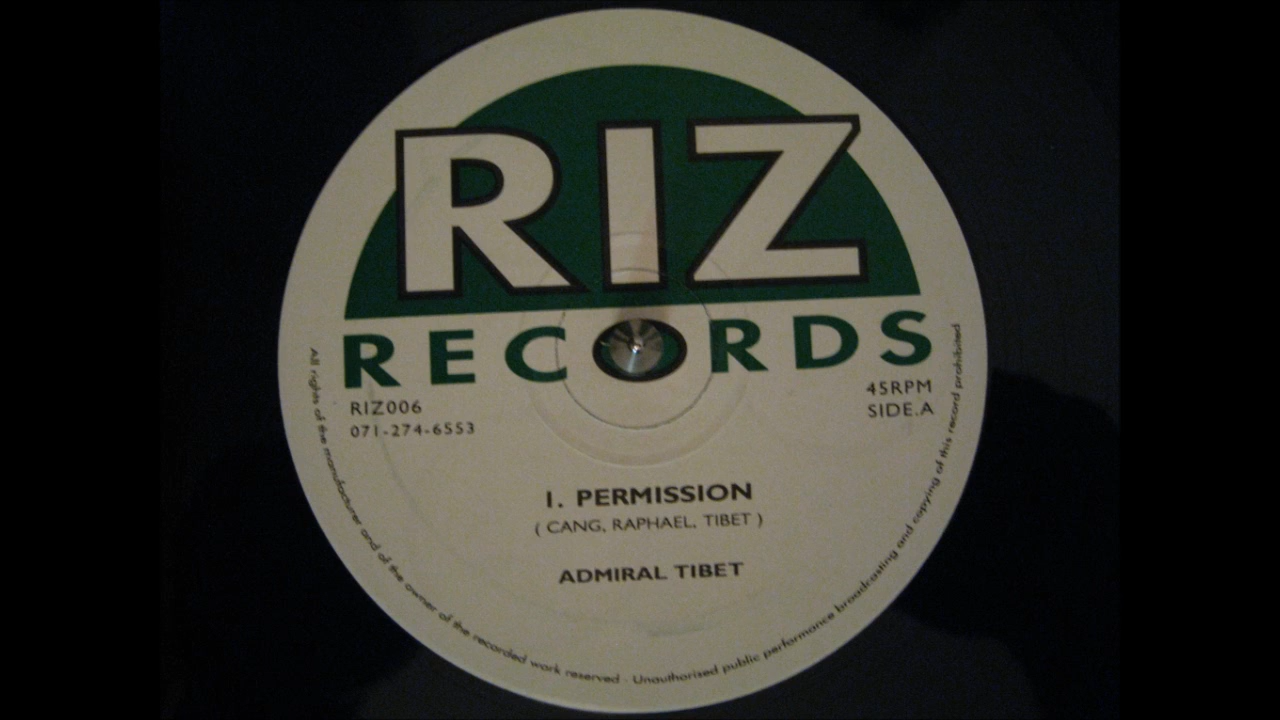 RIZ
RECORDS
RIZ006
071-274-6553
45RPM
SIDE.A
1. PERMISSION
( CANG, RAPHAEL, TIBET )
ADMIRAL TIBET
All rights of the manufacturer and of the owner of the recorded work reserved - Unauthorised public performance broadcasting and copying of this record prohibited